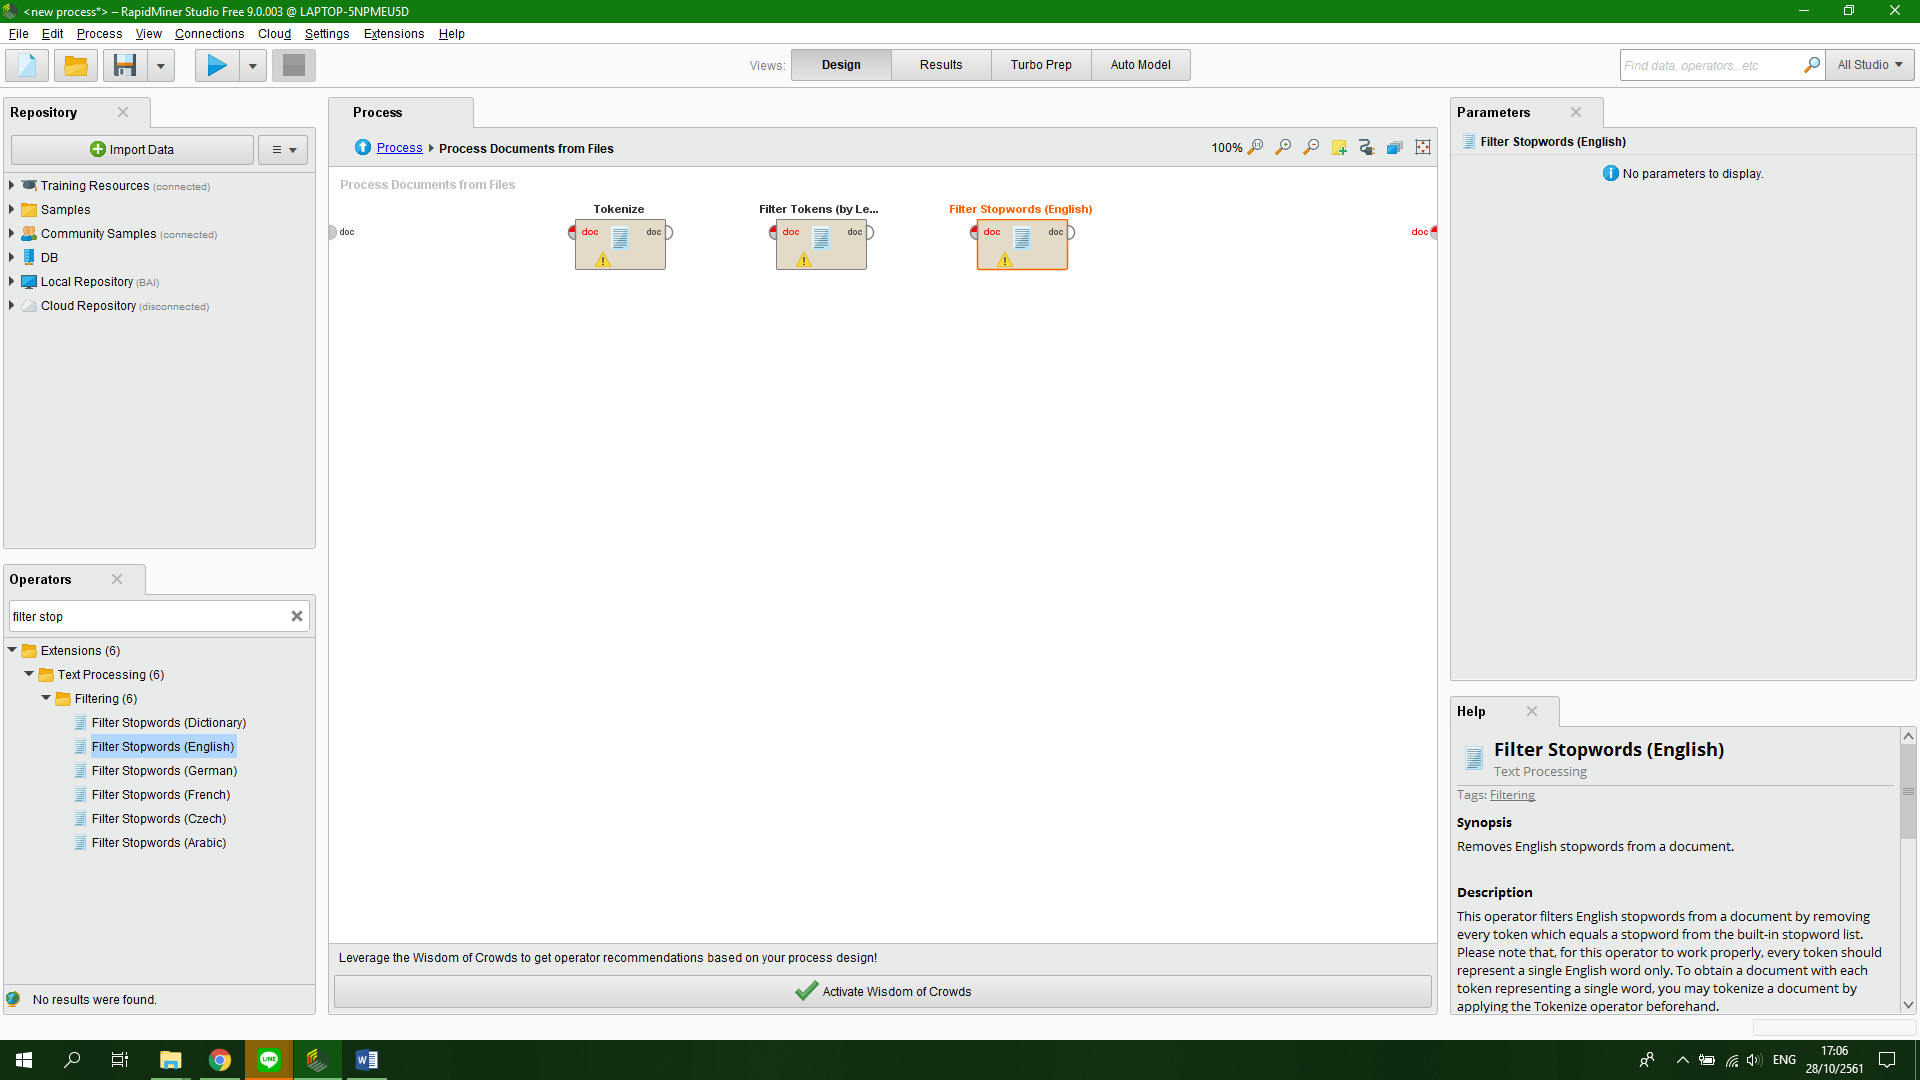 <new process*> – RapidMiner Studio Free 9.0.003 @ LAPTOP-5NPMEU5D
File Edit Process View Connections Cloud Settings Extensions Help
Views: Design Results Turbo Prep Auto Model
Find data, operators...etc All Studio
Repository
Import Data
Training Resources (connected)
Samples
Community Samples (connected)
DB
Local Repository (BAI)
Cloud Repository (disconnected)
Operators
filter stop
Extensions (6)
Text Processing (6)
Filtering (6)
Filter Stopwords (Dictionary)
Filter Stopwords (English)
Filter Stopwords (German)
Filter Stopwords (French)
Filter Stopwords (Czech)
Filter Stopwords (Arabic)
No results were found.
Process
Process Process Documents from Files
100%
Process Documents from Files
Tokenize Filter Tokens (by Le... Filter Stopwords (English)
doc doc doc doc doc doc doc doc
Leverage the Wisdom of Crowds to get operator recommendations based on your process design!
Activate Wisdom of Crowds
Parameters
Filter Stopwords (English)
No parameters to display.
Help
Filter Stopwords (English)
Text Processing
Tags: Filtering
Synopsis
Removes English stopwords from a document.
Description
This operator filters English stopwords from a document by removing
every token which equals a stopword from the built-in stopword list.
Please note that, for this operator to work properly, every token should
represent a single English word only. To obtain a document with each
token representing a single word, you may tokenize a document by
applying the Tokenize operator beforehand.
LINE
ENG
17:06
28/10/2561